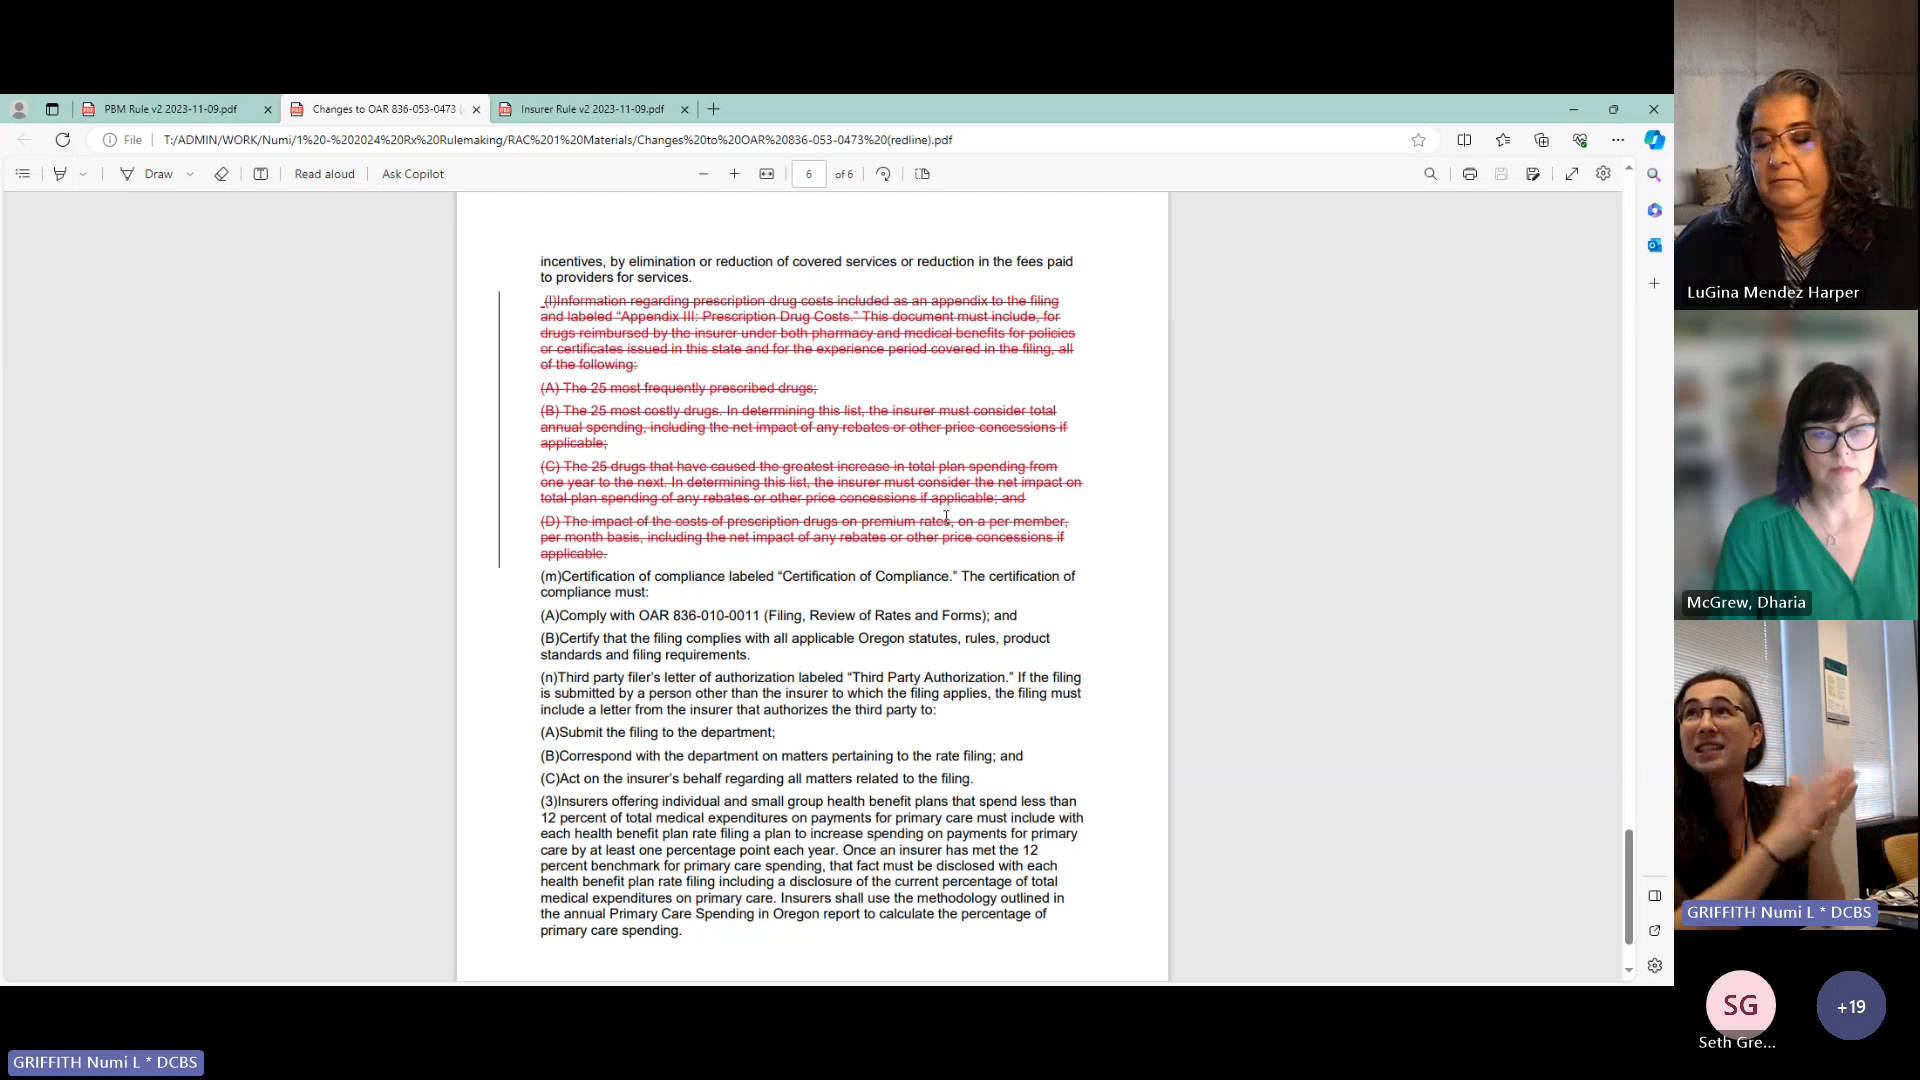 PBM Rule v2 2023-11-09.pdf
Changes to OAR 836-053-0473 (
Insurer Rule v2 2023-11-09.pdf
File
T:/ADMIN/WORK/Numi/1%20-%202024%20Rx%20Rulemaking/RAC%201%20Materials/Changes%20to%20OAR%20836-053-0473%20(redline).pdf
Draw
Read aloud
Ask Copilot
6
of 6
incentives, by elimination or reduction of covered services or reduction in the fees paid
to providers for services.
(l)Information regarding prescription drug costs included as an appendix to the filing
and labeled “Appendix III: Prescription Drug Costs.” This document must include, for
drugs reimbursed by the insurer under both pharmacy and medical benefits for policies
or certificates issued in this state and for the experience period covered in the filing, all
of the following:
(A) The 25 most frequently prescribed drugs;
(B) The 25 most costly drugs. In determining this list, the insurer must consider total
annual spending, including the net impact of any rebates or other price concessions if
applicable;
(C) The 25 drugs that have caused the greatest increase in total plan spending from
one year to the next. In determining this list, the insurer must consider the net impact on
total plan spending of any rebates or other price concessions if applicable; and
(D) The impact of the costs of prescription drugs on premium rates, on a per member,
per month basis, including the net impact of any rebates or other price concessions if
applicable.
(m)Certification of compliance labeled “Certification of Compliance.” The certification of
compliance must:
(A)Comply with OAR 836-010-0011 (Filing, Review of Rates and Forms); and
(B)Certify that the filing complies with all applicable Oregon statutes, rules, product
standards and filing requirements.
(n)Third party filer’s letter of authorization labeled “Third Party Authorization.” If the filing
is submitted by a person other than the insurer to which the filing applies, the filing must
include a letter from the insurer that authorizes the third party to:
(A)Submit the filing to the department;
(B)Correspond with the department on matters pertaining to the rate filing; and
(C)Act on the insurer’s behalf regarding all matters related to the filing.
(3)Insurers offering individual and small group health benefit plans that spend less than
12 percent of total medical expenditures on payments for primary care must include with
each health benefit plan rate filing a plan to increase spending on payments for primary
care by at least one percentage point each year. Once an insurer has met the 12
percent benchmark for primary care spending, that fact must be disclosed with each
health benefit plan rate filing including a disclosure of the current percentage of total
medical expenditures on primary care. Insurers shall use the methodology outlined in
the annual Primary Care Spending in Oregon report to calculate the percentage of
primary care spending.
LuGina Mendez Harper
McGrew, Dharia
GRIFFITH Numi L * DCBS
SG
Seth Gre...
+19
GRIFFITH Numi L * DCBS